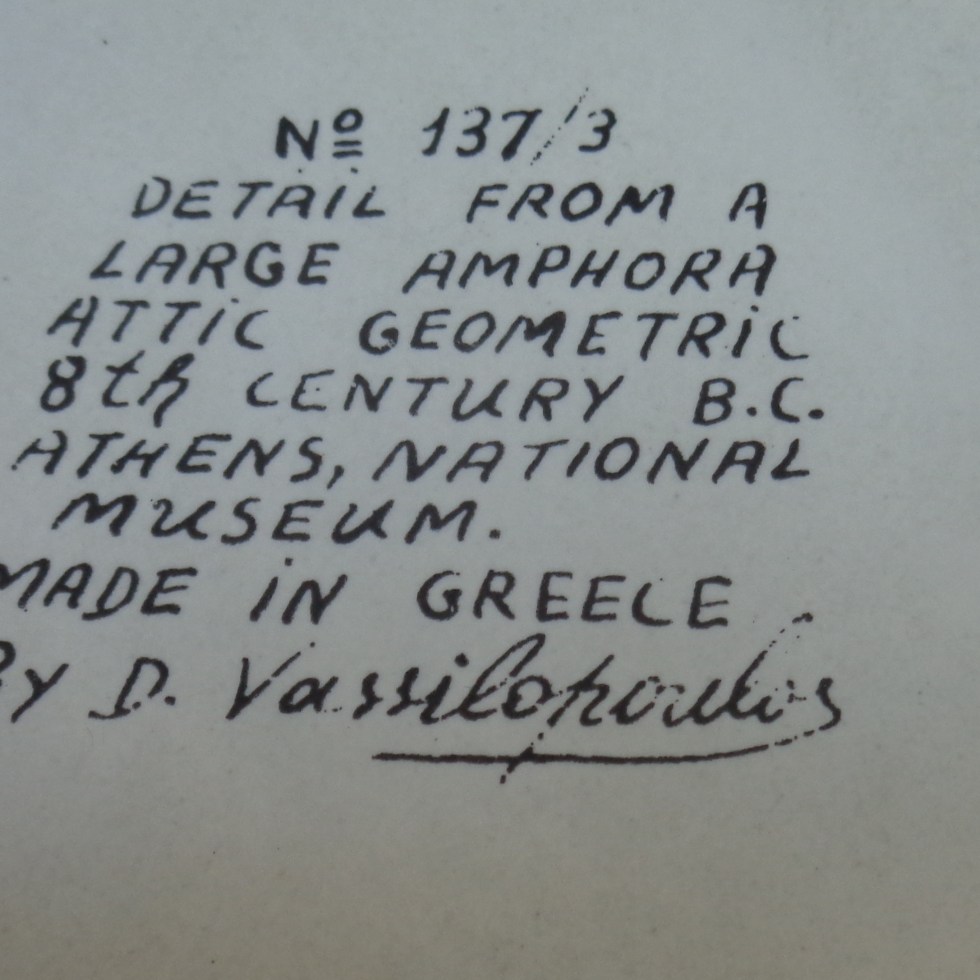 Nº 137/3
DETAIL FROM A
LARGE AMPHORA
ATTIC GEOMETRIC
8th CENTURY B.C.
ATHENS, NATIONAL
MUSEUM.
MADE IN GREECE
By D. Vassilopoulos